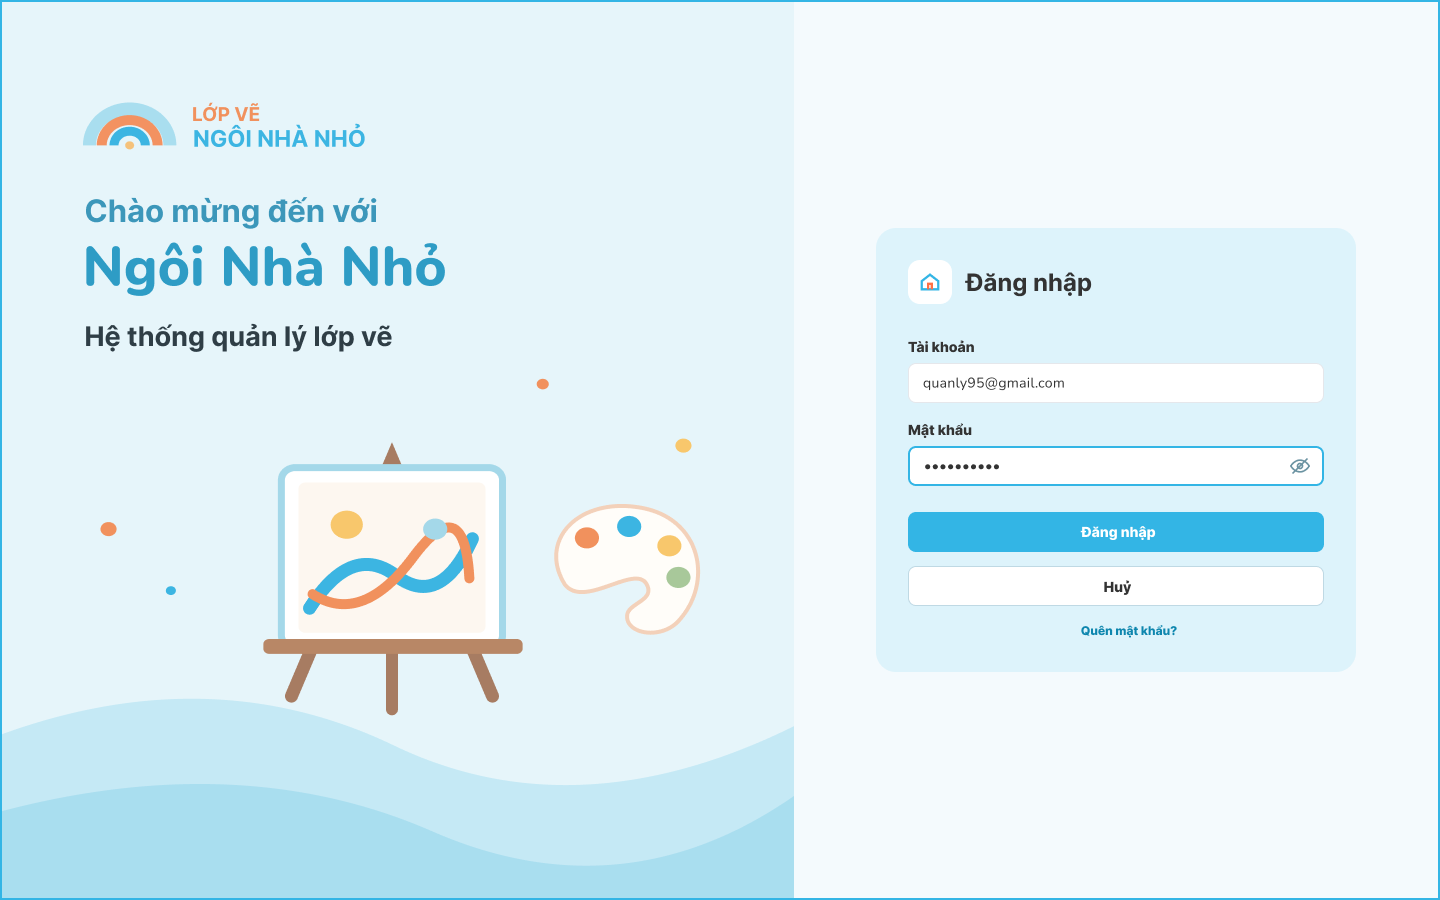 LỚP VẼ
NGÔI NHÀ NHỎ
Chào mừng đến với
Ngôi Nhà Nhỏ
Hệ thống quản lý lớp vẽ
Đăng nhập
Tài khoản
quanly95@gmail.com
Mật khẩu
••••••••••
Đăng nhập
Huỷ
Quên mật khẩu?